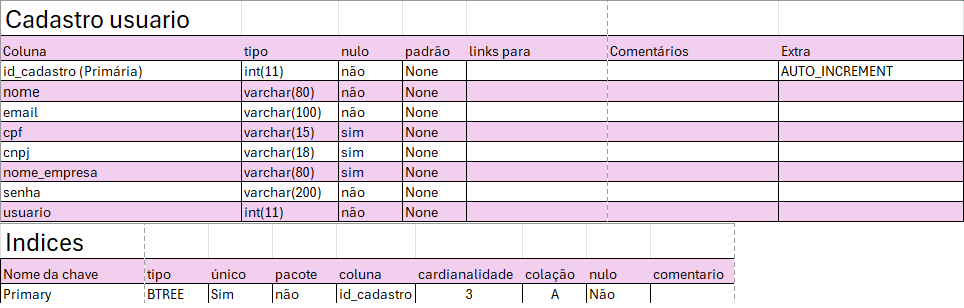 Cadastro usuario
Coluna tipo nulo padrão links para Comentários Extra
id_cadastro (Primária) int(11) não None AUTO_INCREMENT
nome varchar(80) não None
email varchar(100) não None
cpf varchar(15) sim None
cnpj varchar(18) sim None
nome_empresa varchar(80) sim None
senha varchar(200) não None
usuario int(11) não None
Indices
Nome da chave tipo único pacote coluna cardianalidade colação nulo comentario
Primary BTREE Sim não id_cadastro 3 A Não